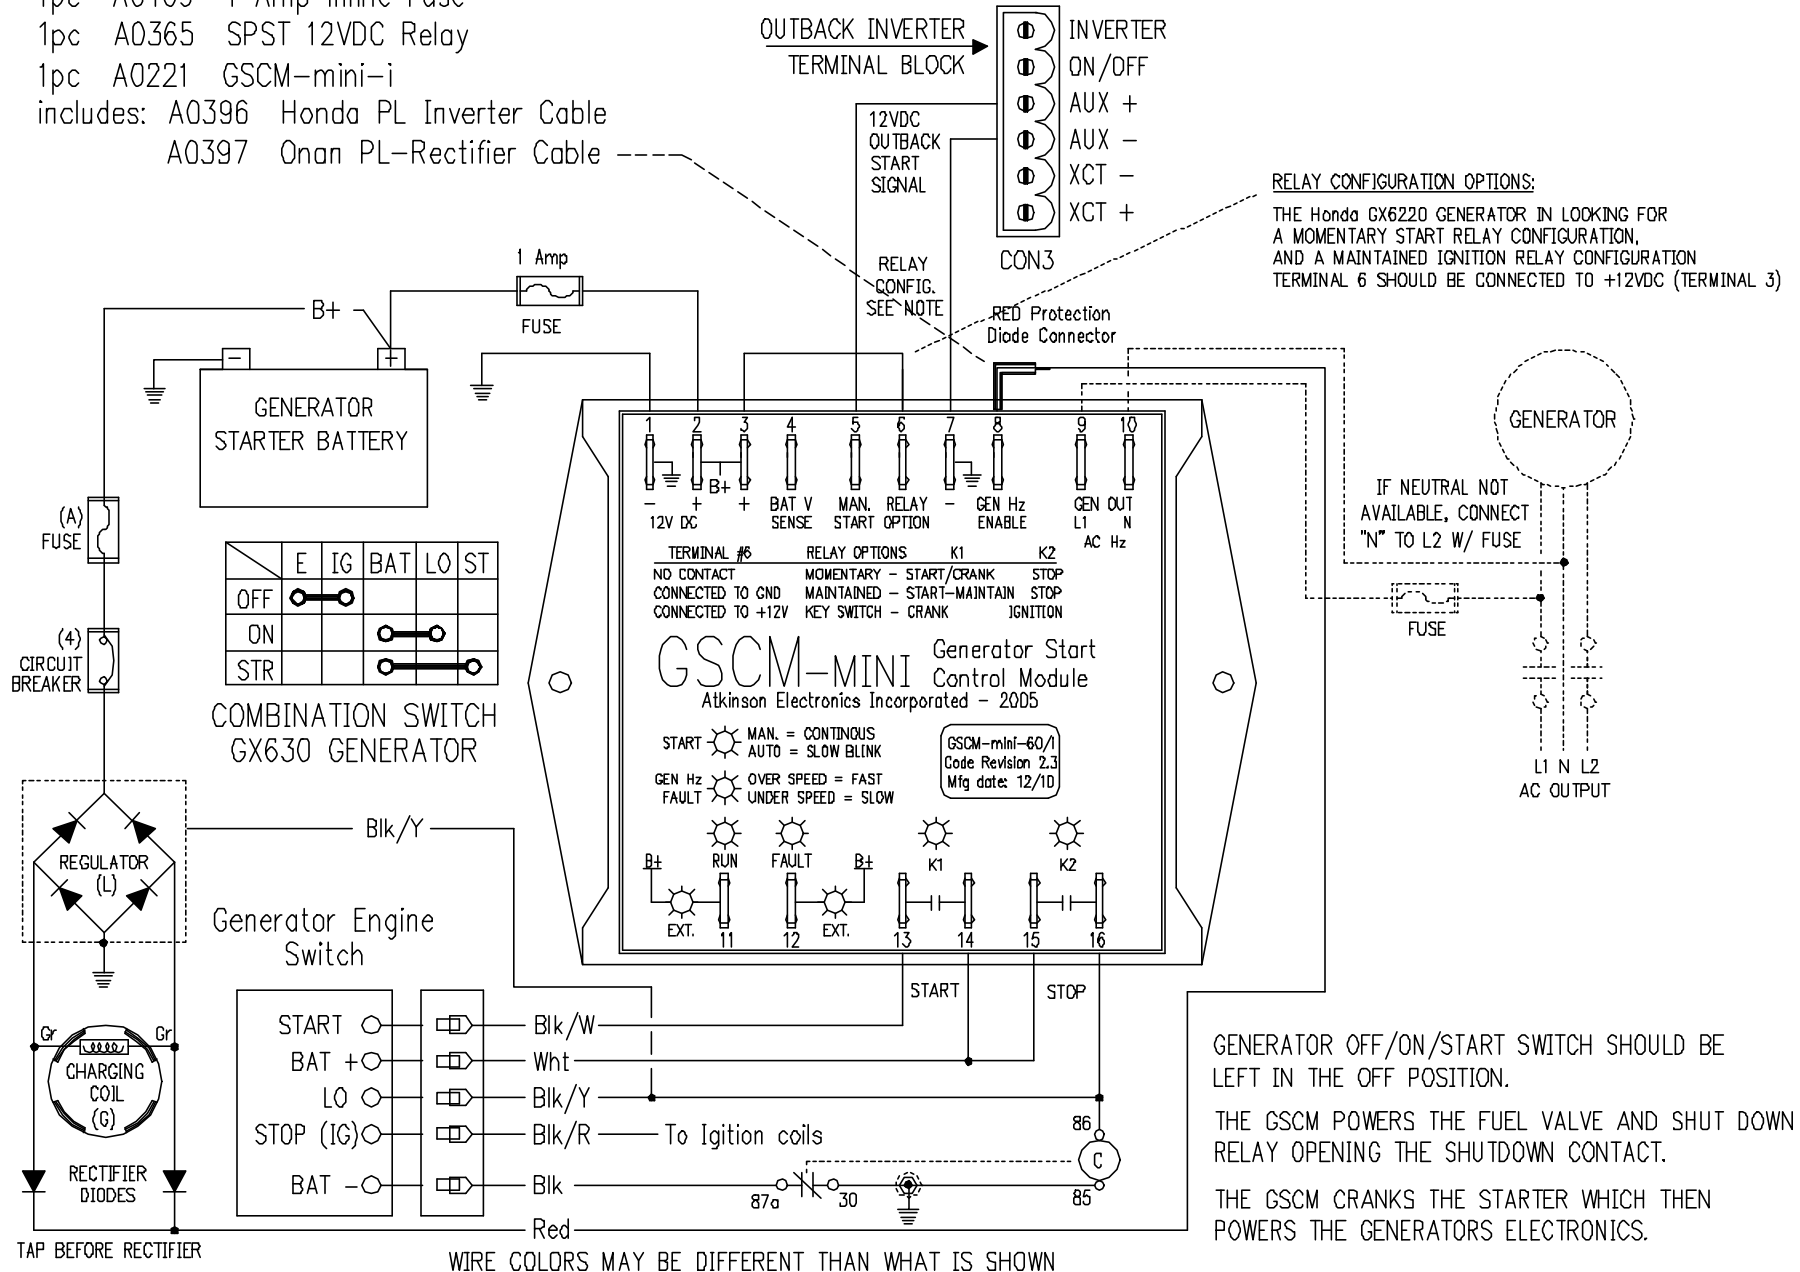 1pc A0365 SPST 12VDC Relay
1pc A0221 GSCM-mini-i
includes: A0396 Honda PL Inverter Cable
A0397 Onan PL-Rectifier Cable
OUTBACK INVERTER
TERMINAL BLOCK
INVERTER
ON/OFF
AUX +
AUX -
XCT -
XCT +
CON3
12VDC
OUTBACK
START
SIGNAL
RELAY CONFIGURATION OPTIONS:
THE Honda GX6220 GENERATOR IN LOOKING FOR
A MOMENTARY START RELAY CONFIGURATION,
AND A MAINTAINED IGNITION RELAY CONFIGURATION
TERMINAL 6 SHOULD BE CONNECTED TO +12VDC (TERMINAL 3)
RELAY
CONFIG.
SEE NOTE
RED Protection
Diode Connector
1 Amp
FUSE
B+
- +
GENERATOR
STARTER BATTERY
(A)
FUSE
(4)
CIRCUIT
BREAKER
E IG BAT LO ST
OFF
ON
STR
COMBINATION SWITCH
GX630 GENERATOR
1 2 3 4 5 6 7 8 9 10
B+
- + + BAT V MAN. RELAY - GEN Hz GEN OUT
12V DC SENSE START OPTION ENABLE L1 N
AC Hz
TERMINAL #6 RELAY OPTIONS K1 K2
NO CONTACT MOMENTARY - START/CRANK STOP
CONNECTED TO GND MAINTAINED - START-MAINTAIN STOP
CONNECTED TO +12V KEY SWITCH - CRANK IGNITION
GSCM-MINI Generator Start
Control Module
Atkinson Electronics Incorporated - 2005
START MAN. = CONTINOUS
AUTO = SLOW BLINK
GEN Hz OVER SPEED = FAST
FAULT UNDER SPEED = SLOW
GSCM-mini-60/I
Code Revision 2.3
Mfg date: 12/10
B+ RUN FAULT B+ K1 K2
EXT. 11 12 EXT. 13 14 15 16
START STOP
GENERATOR
IF NEUTRAL NOT
AVAILABLE, CONNECT
"N" TO L2 W/ FUSE
FUSE
L1 N L2
AC OUTPUT
REGULATOR
(L)
Blk/Y
Gr Gr
CHARGING
COIL
(G)
RECTIFIER
DIODES
TAP BEFORE RECTIFIER
Generator Engine
Switch
START Blk/W
BAT + Wht
LO Blk/Y
STOP (IG) Blk/R To Igition coils
BAT - Blk
Red
87a 30
86
C
85
WIRE COLORS MAY BE DIFFERENT THAN WHAT IS SHOWN
GENERATOR OFF/ON/START SWITCH SHOULD BE
LEFT IN THE OFF POSITION.
THE GSCM POWERS THE FUEL VALVE AND SHUT DOWN
RELAY OPENING THE SHUTDOWN CONTACT.
THE GSCM CRANKS THE STARTER WHICH THEN
POWERS THE GENERATORS ELECTRONICS.